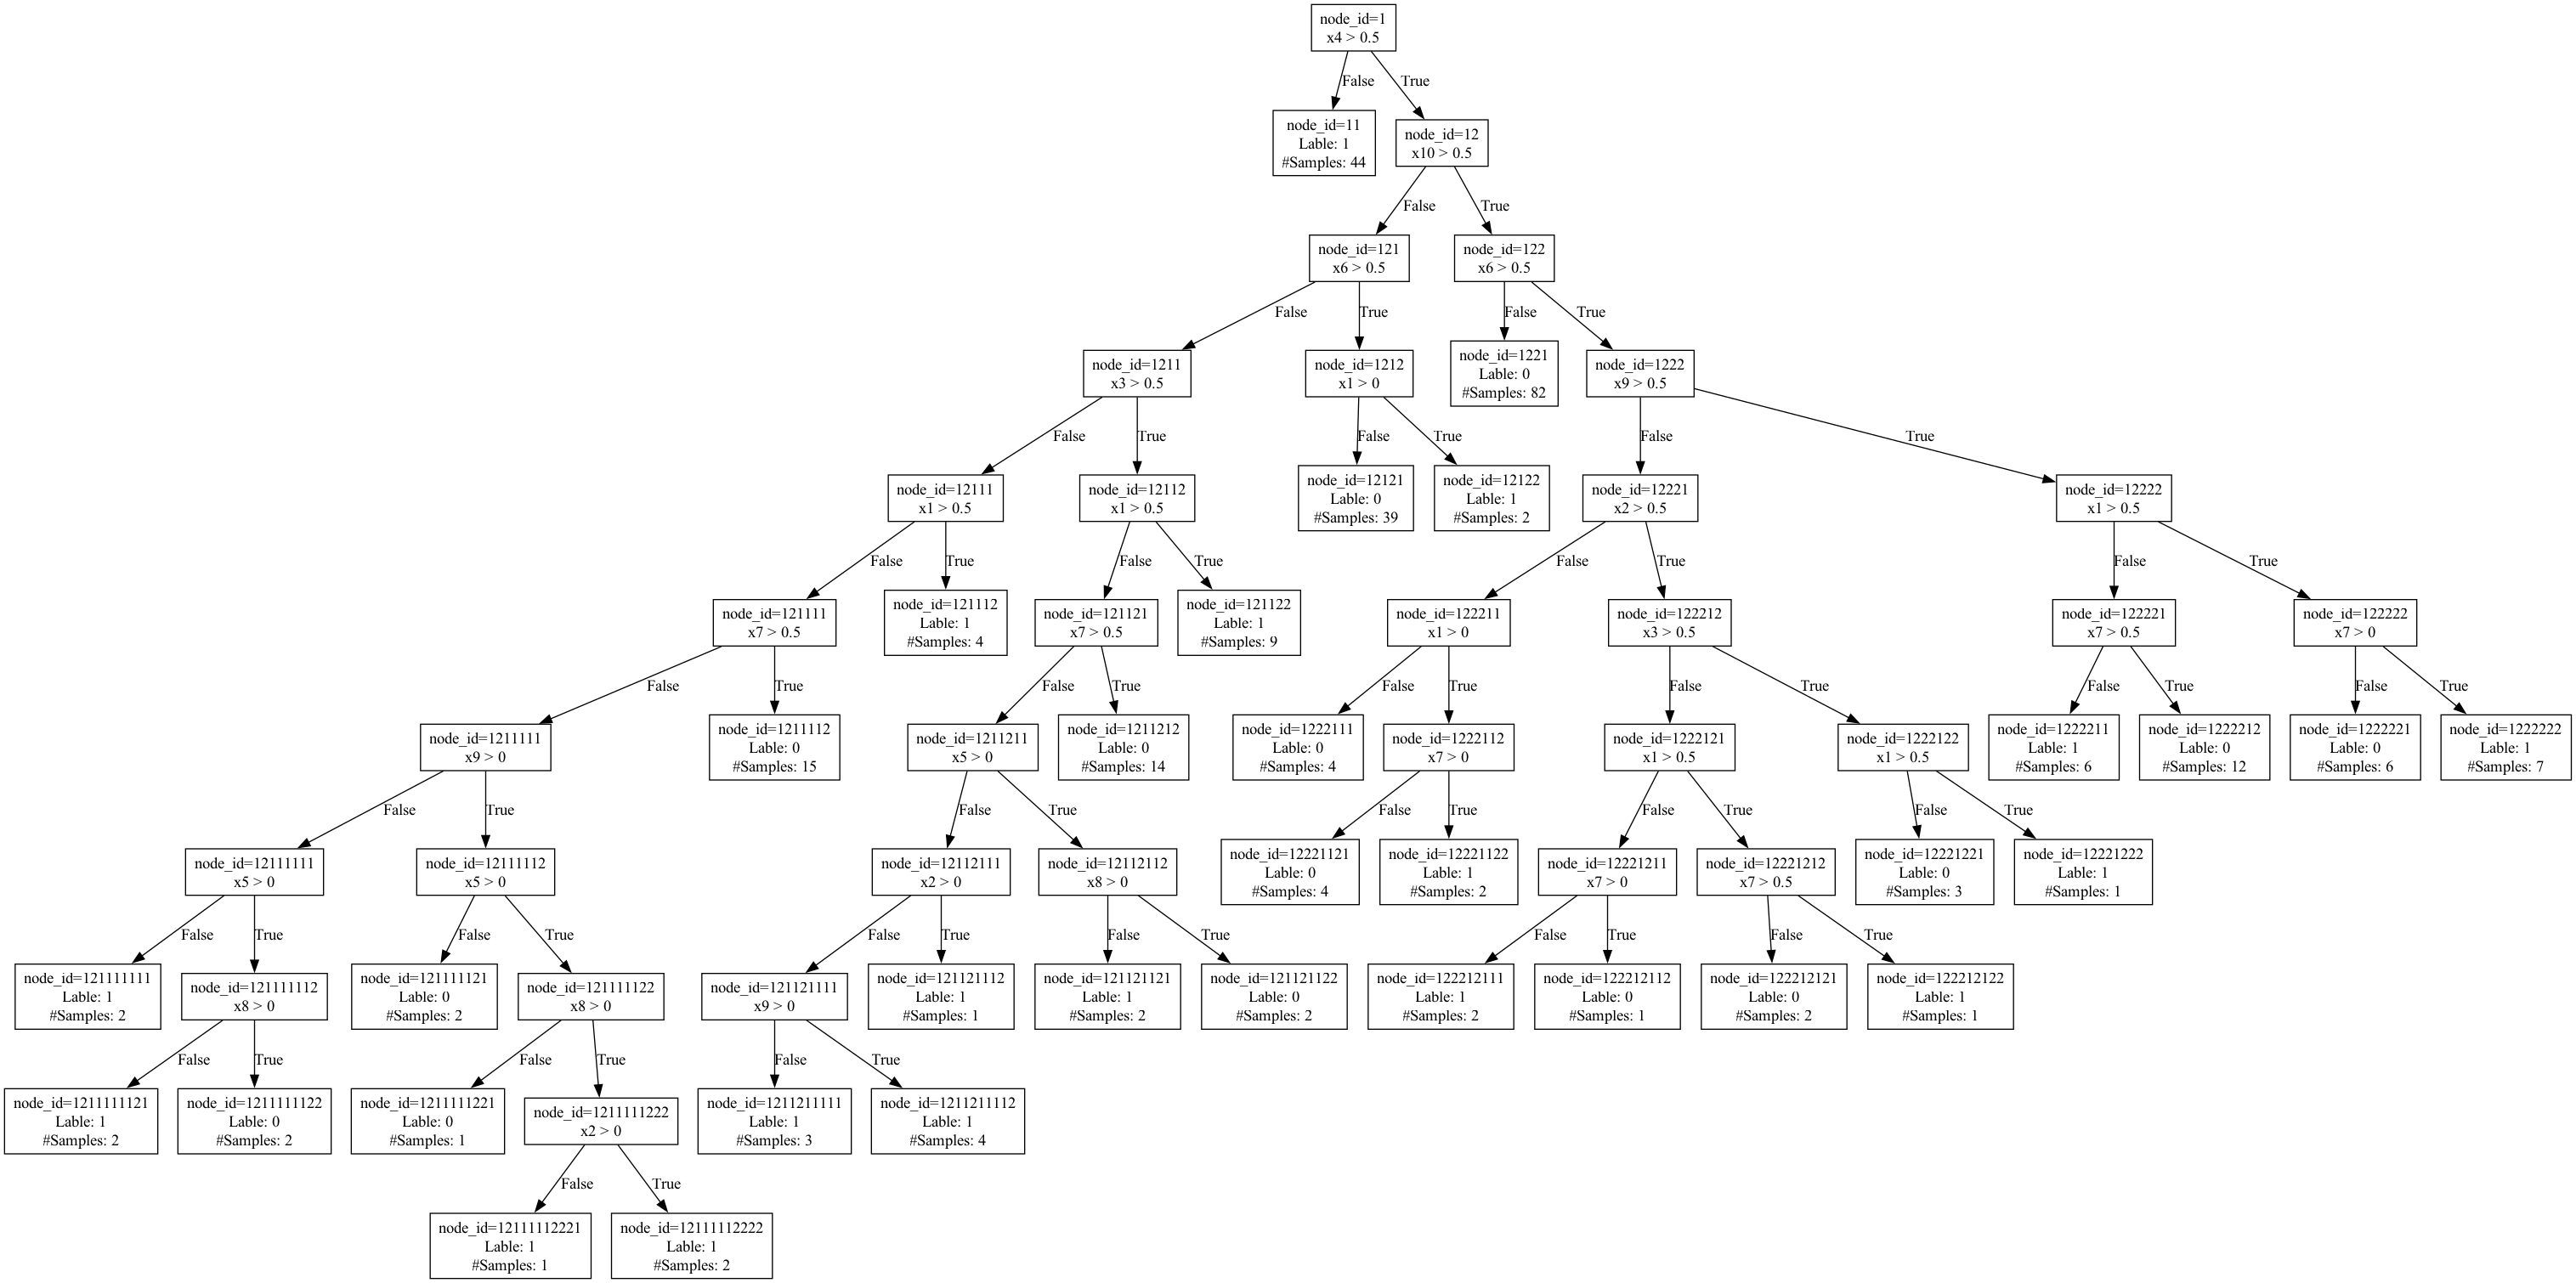 node_id=1
x4 > 0.5
False
True
node_id=11
Lable: 1
#Samples: 44
node_id=12
x10 > 0.5
False
True
node_id=121
x6 > 0.5
node_id=122
x6 > 0.5
False
True
False
True
node_id=1211
x3 > 0.5
node_id=1212
x1 > 0
node_id=1221
Lable: 0
#Samples: 82
node_id=1222
x9 > 0.5
False
True
False
True
False
True
node_id=12111
x1 > 0.5
node_id=12112
x1 > 0.5
node_id=12121
Lable: 0
#Samples: 39
node_id=12122
Lable: 1
#Samples: 2
node_id=12221
x2 > 0.5
node_id=12222
x1 > 0.5
False
True
False
True
False
True
False
True
node_id=121111
x7 > 0.5
node_id=121112
Lable: 1
#Samples: 4
node_id=121121
x7 > 0.5
node_id=121122
Lable: 1
#Samples: 9
node_id=122211
x1 > 0
node_id=122212
x3 > 0.5
node_id=122221
x7 > 0.5
node_id=122222
x7 > 0
False
True
False
True
False
True
False
True
False
True
False
True
node_id=1211111
x9 > 0
node_id=1211112
Lable: 0
#Samples: 15
node_id=1211211
x5 > 0
node_id=1211212
Lable: 0
#Samples: 14
node_id=1222111
Lable: 0
#Samples: 4
node_id=1222112
x7 > 0
node_id=1222121
x1 > 0.5
node_id=1222122
x1 > 0.5
node_id=1222211
Lable: 1
#Samples: 6
node_id=1222212
Lable: 0
#Samples: 12
node_id=1222221
Lable: 0
#Samples: 6
node_id=1222222
Lable: 1
#Samples: 7
False
True
False
True
False
True
False
True
False
True
node_id=12111111
x5 > 0
node_id=12111112
x5 > 0
node_id=12112111
x2 > 0
node_id=12112112
x8 > 0
node_id=12221121
Lable: 0
#Samples: 4
node_id=12221122
Lable: 1
#Samples: 2
node_id=12221211
x7 > 0
node_id=12221212
x7 > 0.5
node_id=12221221
Lable: 0
#Samples: 3
node_id=12221222
Lable: 1
#Samples: 1
False
True
False
True
False
True
False
True
False
True
False
True
node_id=121111111
Lable: 1
#Samples: 2
node_id=121111112
x8 > 0
node_id=121111121
Lable: 0
#Samples: 2
node_id=121111122
x8 > 0
node_id=121121111
x9 > 0
node_id=121121112
Lable: 1
#Samples: 1
node_id=121121121
Lable: 1
#Samples: 2
node_id=121121122
Lable: 0
#Samples: 2
node_id=122212111
Lable: 1
#Samples: 2
node_id=122212112
Lable: 0
#Samples: 1
node_id=122212121
Lable: 0
#Samples: 2
node_id=122212122
Lable: 1
#Samples: 1
False
True
False
True
False
True
node_id=1211111121
Lable: 1
#Samples: 2
node_id=1211111122
Lable: 0
#Samples: 2
node_id=1211111221
Lable: 0
#Samples: 1
node_id=1211111222
x2 > 0
node_id=1211211111
Lable: 1
#Samples: 3
node_id=1211211112
Lable: 1
#Samples: 4
False
True
node_id=12111112221
Lable: 1
#Samples: 1
node_id=12111112222
Lable: 1
#Samples: 2